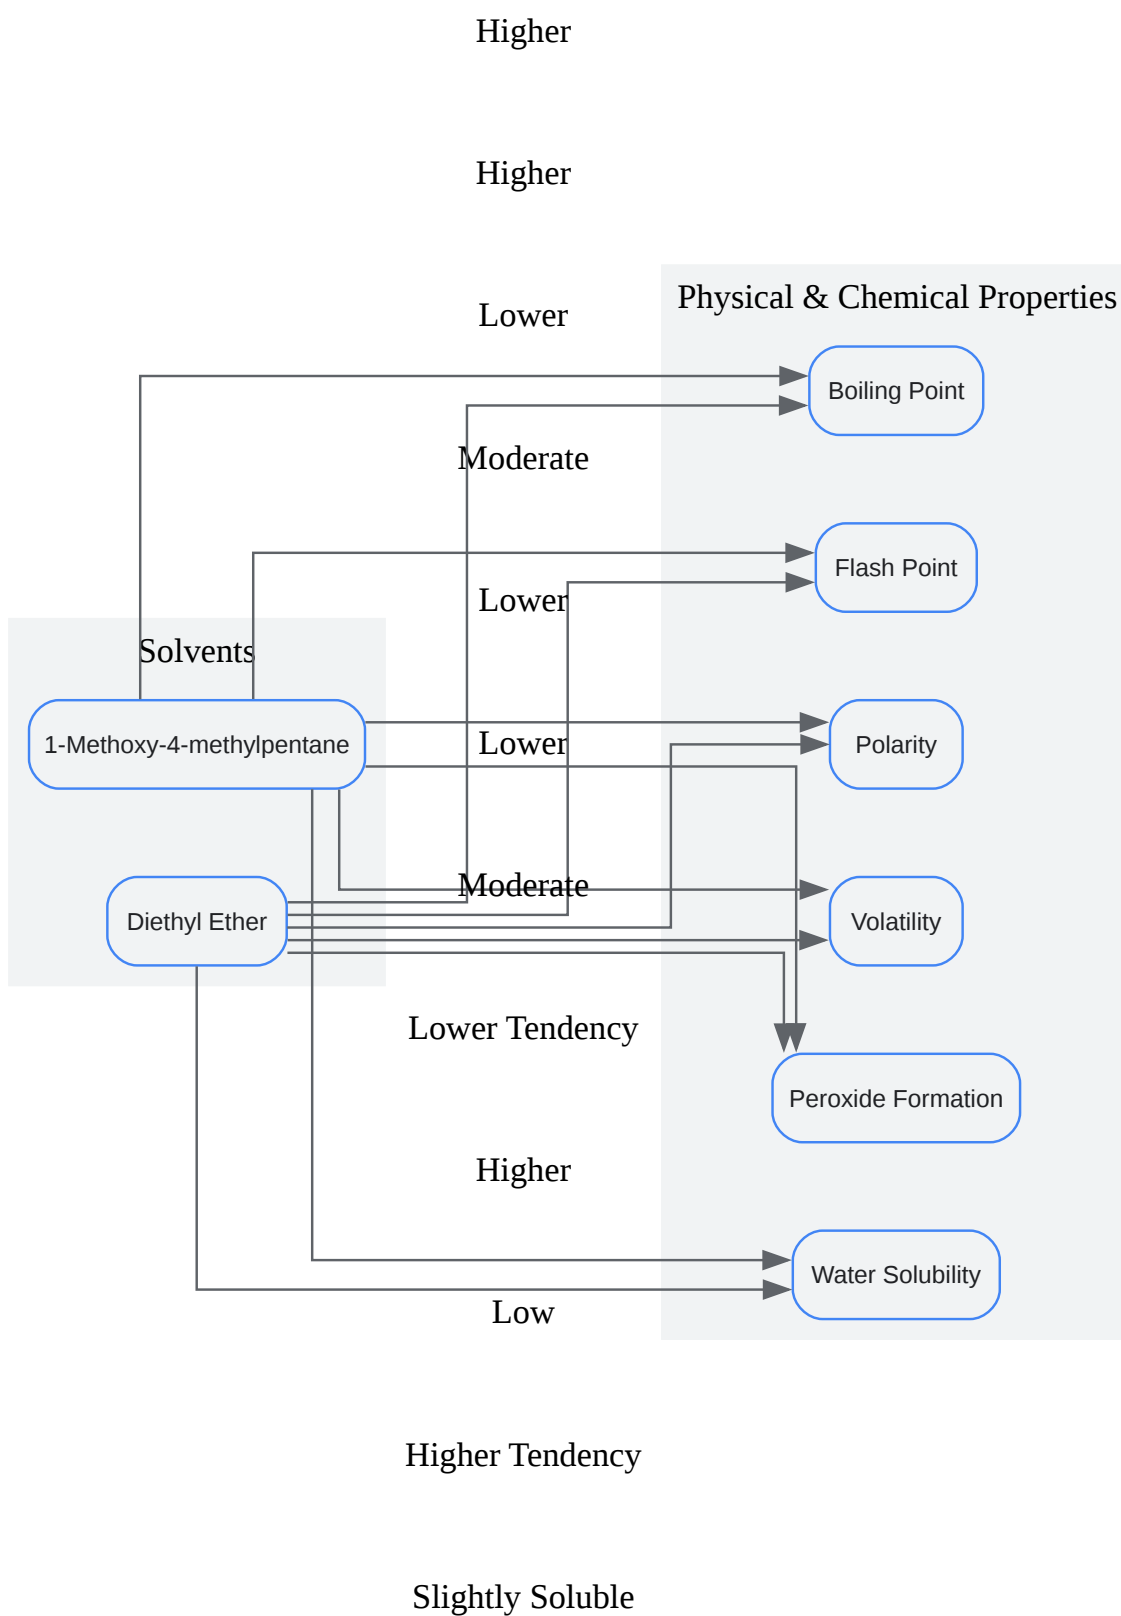 Higher
Higher
Physical & Chemical Properties
Lower
Boiling Point
Moderate
Flash Point
Lower
Solvents
1-Methoxy-4-methylpentane
Lower
Polarity
Moderate
Diethyl Ether
Volatility
Lower Tendency
Peroxide Formation
Higher
Water Solubility
Low
Higher Tendency
Slightly Soluble